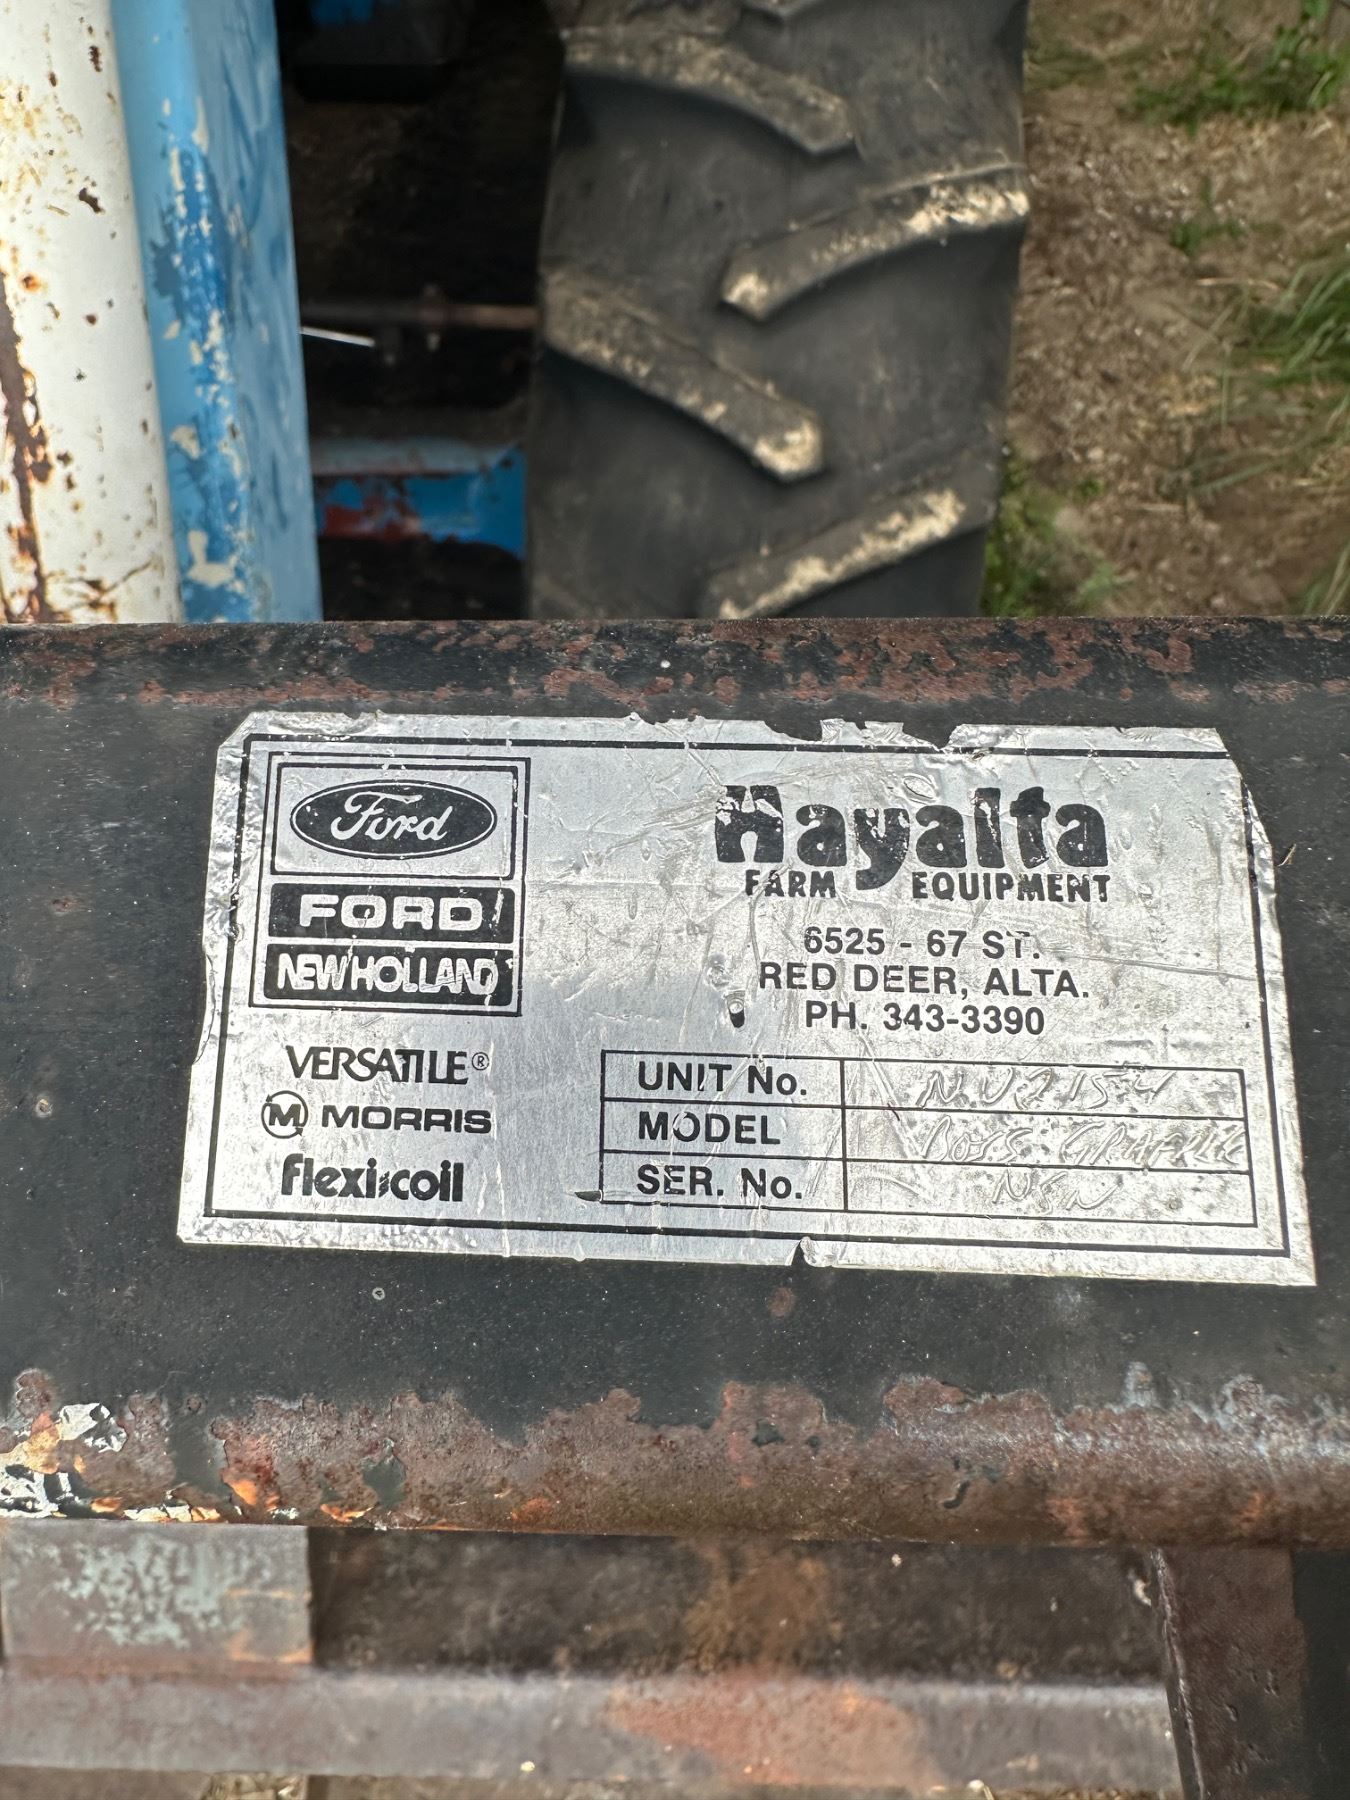 Ford
FORD
NEW HOLLAND
VERSATILE®
M MORRIS
flexi-coil
Hayalta
FARM EQUIPMENT
6525 - 67 ST.
RED DEER, ALTA.
PH. 343-3390
UNIT No.
MODEL BOSS
SER. No.